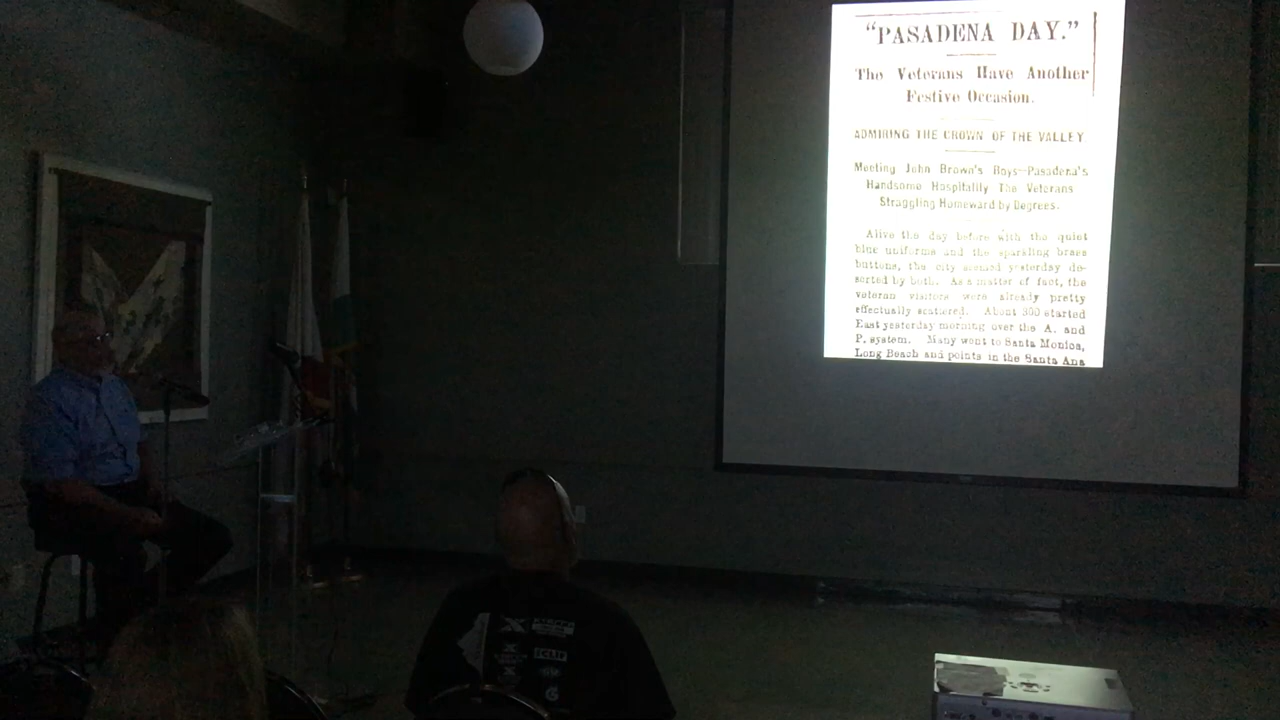 "PASADENA DAY."
The Veterans Have Another
Festive Occasion.
ADMIRING THE CROWN OF THE VALLEY
Meeting John Brown's Boys—Pasadena's
Handsome Hospitality The Veterans
Straggling Homeward by Degrees.
Alive the day before with the quiet
blue uniforms and the sparkling brass
buttons, the city seemed yesterday de-
serted by both. As a matter of fact, the
veteran visitors were already pretty
effectually scattered. About 300 started
East yesterday morning over the A. and
P. system. Many went to Santa Monica,
Long Beach and points in the Santa Ana